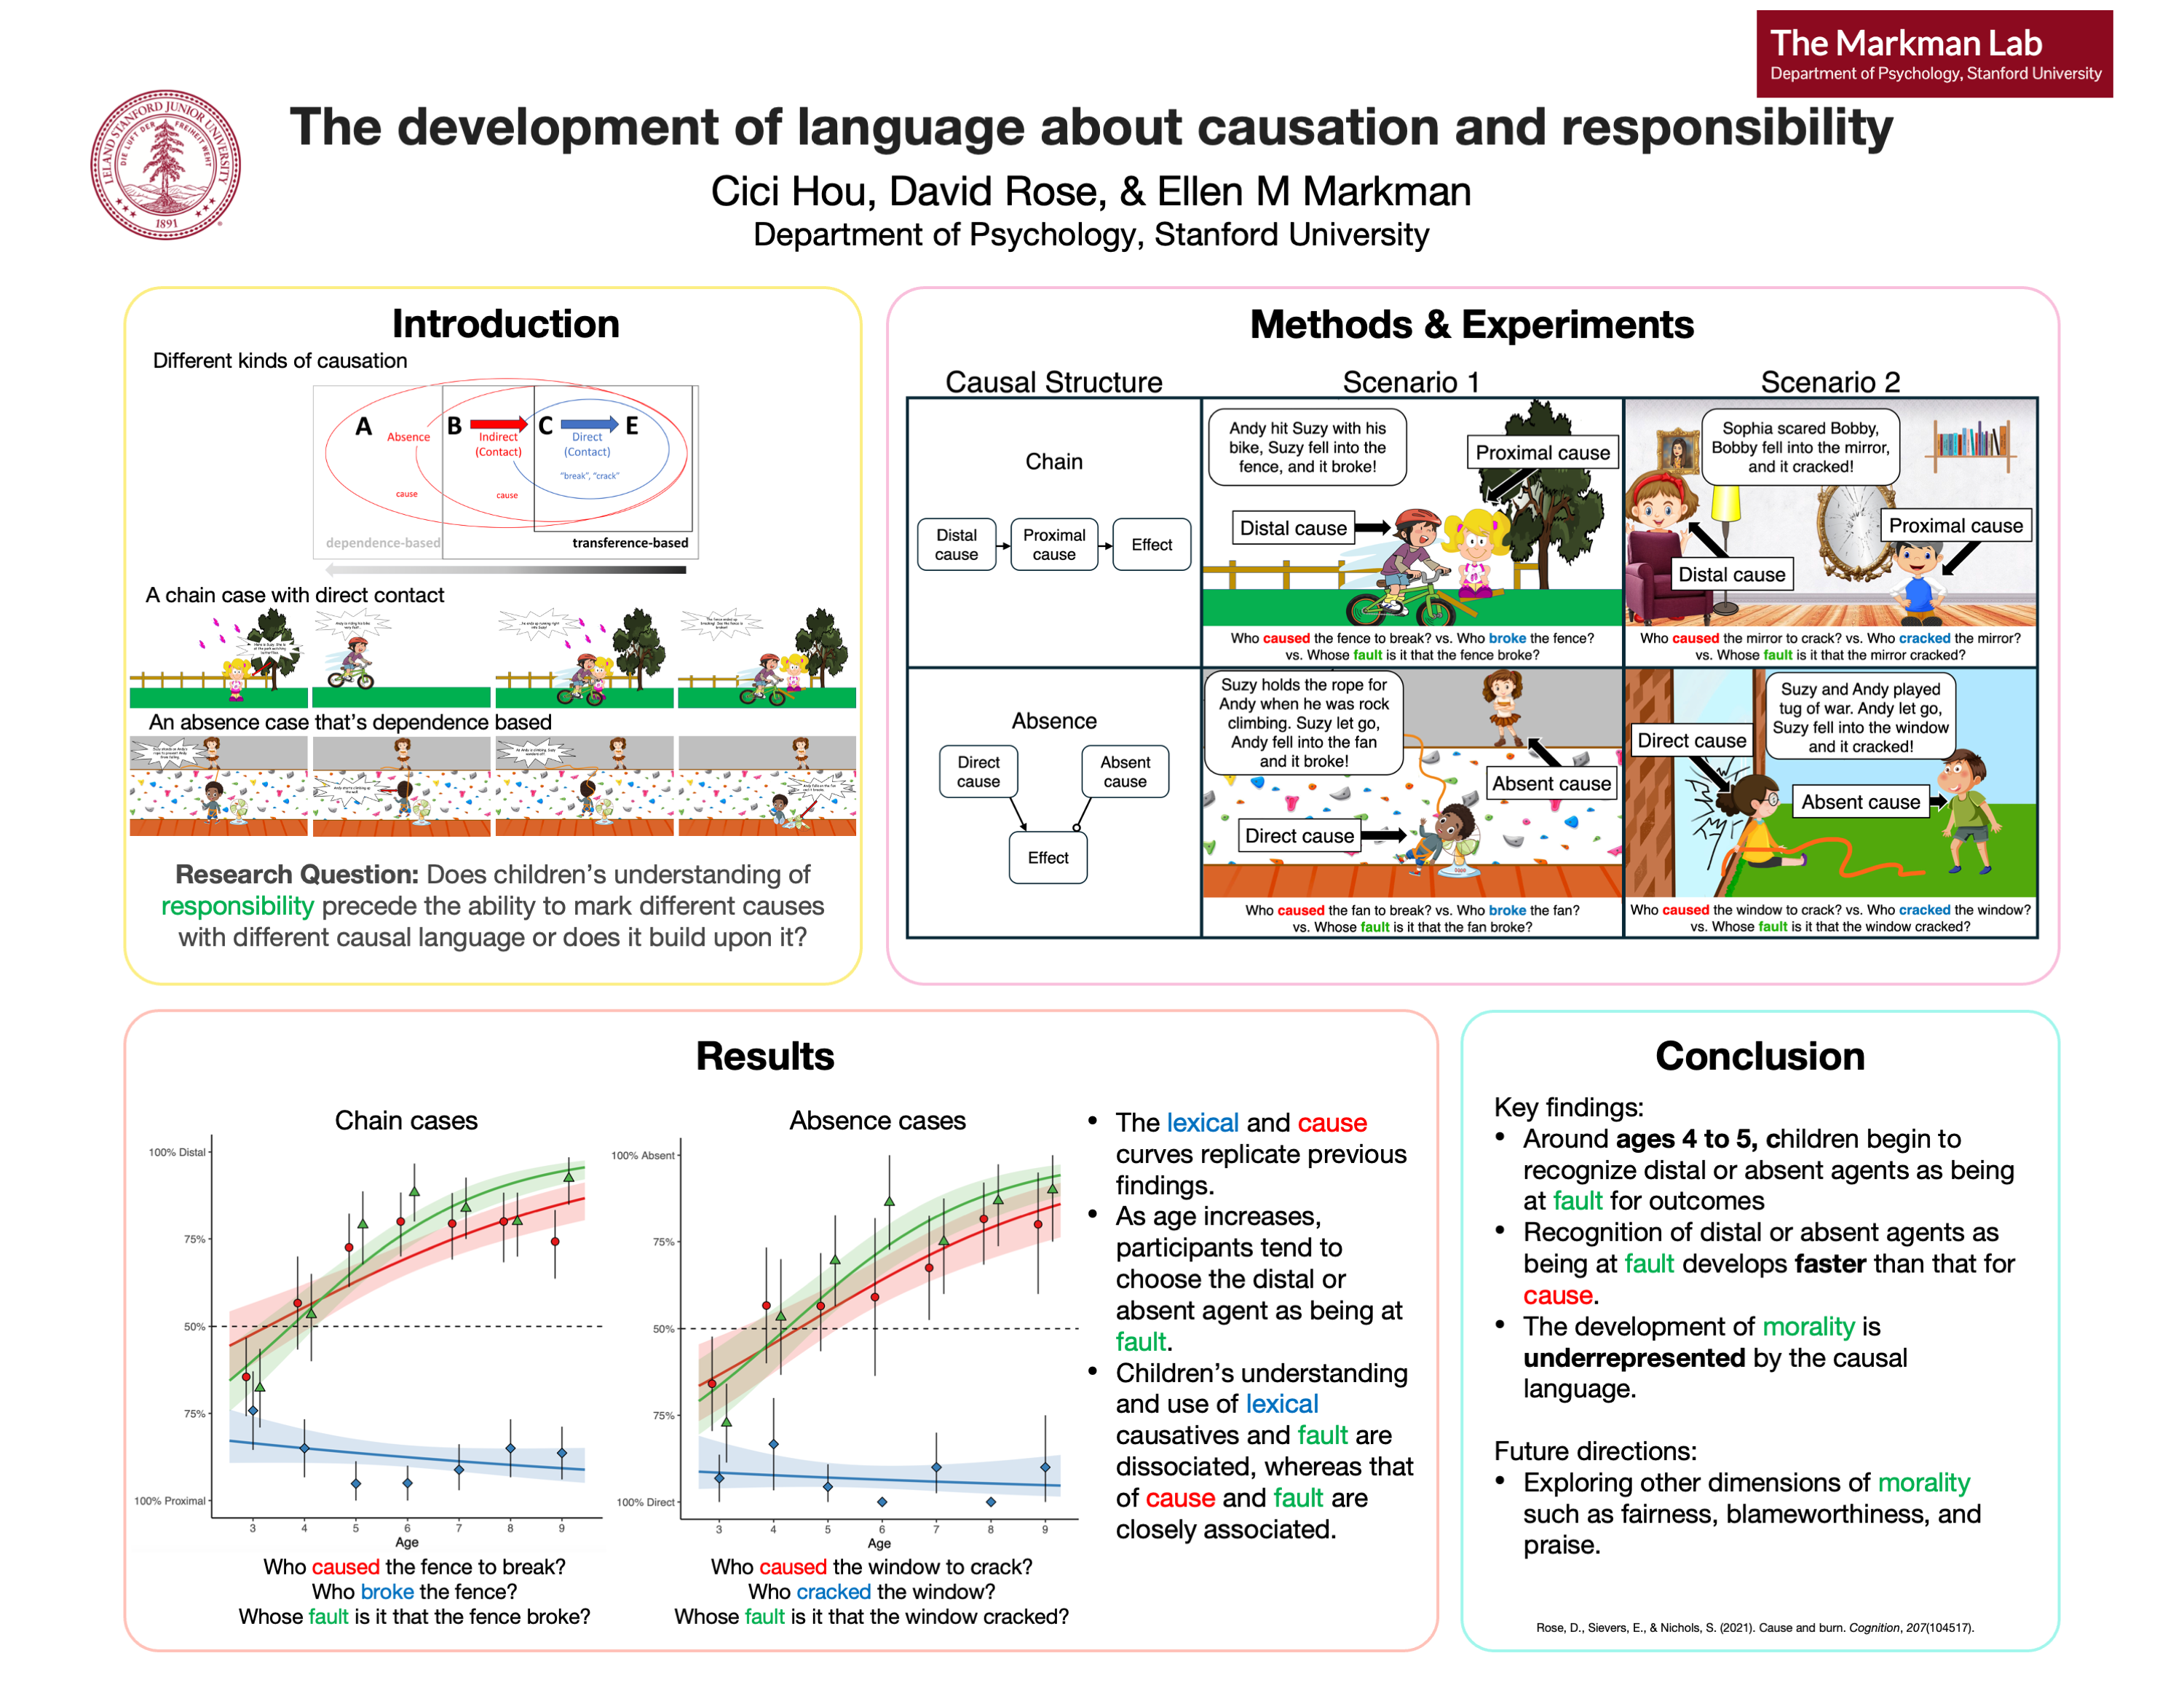 The Markman Lab
Department of Psychology, Stanford University
LELAND STANFORD JUNIOR UNIVERSITY
DIE LUFT DER FREIHEIT WEHT
1891
The development of language about causation and responsibility
Cici Hou, David Rose, & Ellen M Markman
Department of Psychology, Stanford University
Introduction
Different kinds of causation
A
Absence
B
Indirect
(Contact)
C
Direct
(Contact)
E
"break", "crack"
cause
cause
dependence-based
transference-based
A chain case with direct contact
An absence case that's dependence based
Research Question: Does children's understanding of
responsibility precede the ability to mark different causes
with different causal language or does it build upon it?
Methods & Experiments
Causal Structure
Scenario 1
Scenario 2
Chain
Distal
cause
Proximal
cause
Effect
Andy hit Suzy with his
bike, Suzy fell into the
fence, and it broke!
Proximal cause
Distal cause
Who caused the fence to break? vs. Who broke the fence?
vs. Whose fault is it that the fence broke?
Sophia scared Bobby,
Bobby fell into the mirror,
and it cracked!
Proximal cause
Distal cause
Who caused the mirror to crack? vs. Who cracked the mirror?
vs. Whose fault is it that the mirror cracked?
Absence
Direct
cause
Absent
cause
Effect
Suzy holds the rope for
Andy when he was rock
climbing. Suzy let go,
Andy fell into the fan
and it broke!
Absent cause
Direct cause
Who caused the fan to break? vs. Who broke the fan?
vs. Whose fault is it that the fan broke?
Suzy and Andy played
tug of war. Andy let go,
Suzy fell into the window
and it cracked!
Direct cause
Absent cause
Who caused the window to crack? vs. Who cracked the window?
vs. Whose fault is it that the window cracked?
Results
Chain cases
100% Distal
75%
50%
75%
100% Proximal
3 4 5 6 7 8 9
Age
Who caused the fence to break?
Who broke the fence?
Whose fault is it that the fence broke?
Absence cases
100% Absent
75%
50%
75%
100% Direct
3 4 5 6 7 8 9
Age
Who caused the window to crack?
Who cracked the window?
Whose fault is it that the window cracked?
• The lexical and cause
curves replicate previous
findings.
• As age increases,
participants tend to
choose the distal or
absent agent as being at
fault.
• Children's understanding
and use of lexical
causatives and fault are
dissociated, whereas that
of cause and fault are
closely associated.
Conclusion
Key findings:
• Around ages 4 to 5, children begin to
recognize distal or absent agents as being
at fault for outcomes
• Recognition of distal or absent agents as
being at fault develops faster than that for
cause.
• The development of morality is
underrepresented by the causal
language.
Future directions:
• Exploring other dimensions of morality
such as fairness, blameworthiness, and
praise.
Rose, D., Sievers, E., & Nichols, S. (2021). Cause and burn. Cognition, 207(104517).